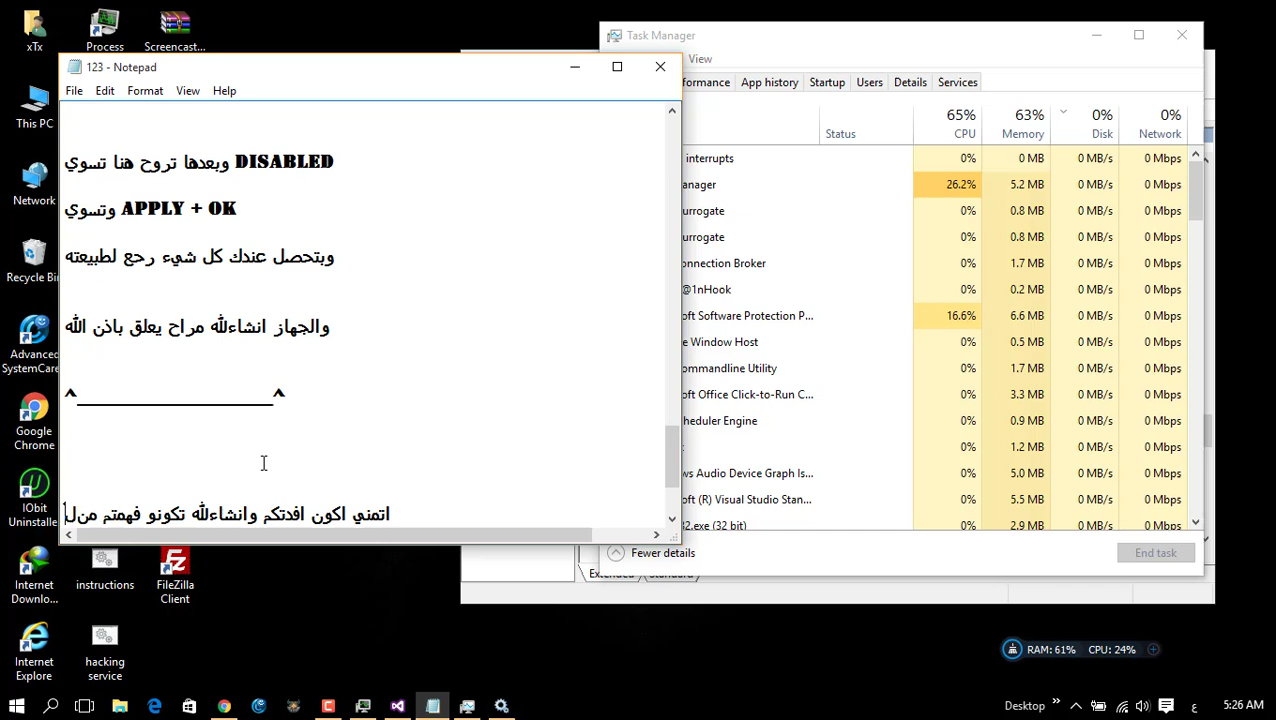 xTx
Process
Screencast...
This PC
Network
Recycle Bin
Advanced
SystemCare
Google
Chrome
IObit
Uninstalle
Internet
Downlo...
instructions
FileZilla
Client
Internet
Explore
hacking
service
123 - Notepad
File Edit Format View Help
وبعدها تروح هنا تسوي DISABLED
وتسوي APPLY + OK
وبتحصل عندك كل شيء رجع لطبيعته
والجهاز انشاءلله مراح يعلق باذن الله
^____________________^
اتمني اكون افدتكم وانشاءلله تكونو فهمتم من
Task Manager
View
formance App history Startup Users Details Services
65% 63% 0% 0%
Status CPU Memory Disk Network
interrupts 0% 0 MB 0 MB/s 0 Mbps
anager 26.2% 5.2 MB 0 MB/s 0 Mbps
urrogate 0% 0.8 MB 0 MB/s 0 Mbps
urrogate 0% 0.8 MB 0 MB/s 0 Mbps
onnection Broker 0% 1.7 MB 0 MB/s 0 Mbps
@1nHook 0% 0.2 MB 0 MB/s 0 Mbps
oft Software Protection P... 16.6% 6.6 MB 0 MB/s 0 Mbps
e Window Host 0% 0.5 MB 0 MB/s 0 Mbps
ommandline Utility 0% 1.7 MB 0 MB/s 0 Mbps
oft Office Click-to-Run C... 0% 3.3 MB 0 MB/s 0 Mbps
heduler Engine 0% 0.9 MB 0 MB/s 0 Mbps
0% 1.2 MB 0 MB/s 0 Mbps
ws Audio Device Graph Is... 0% 5.0 MB 0 MB/s 0 Mbps
oft (R) Visual Studio Stan... 0% 5.5 MB 0 MB/s 0 Mbps
32.exe (32 bit) 0% 2.9 MB 0 MB/s 0 Mbps
Fewer details End task
Extended Standard
RAM: 61% CPU: 24%
Desktop ع 5:26 AM